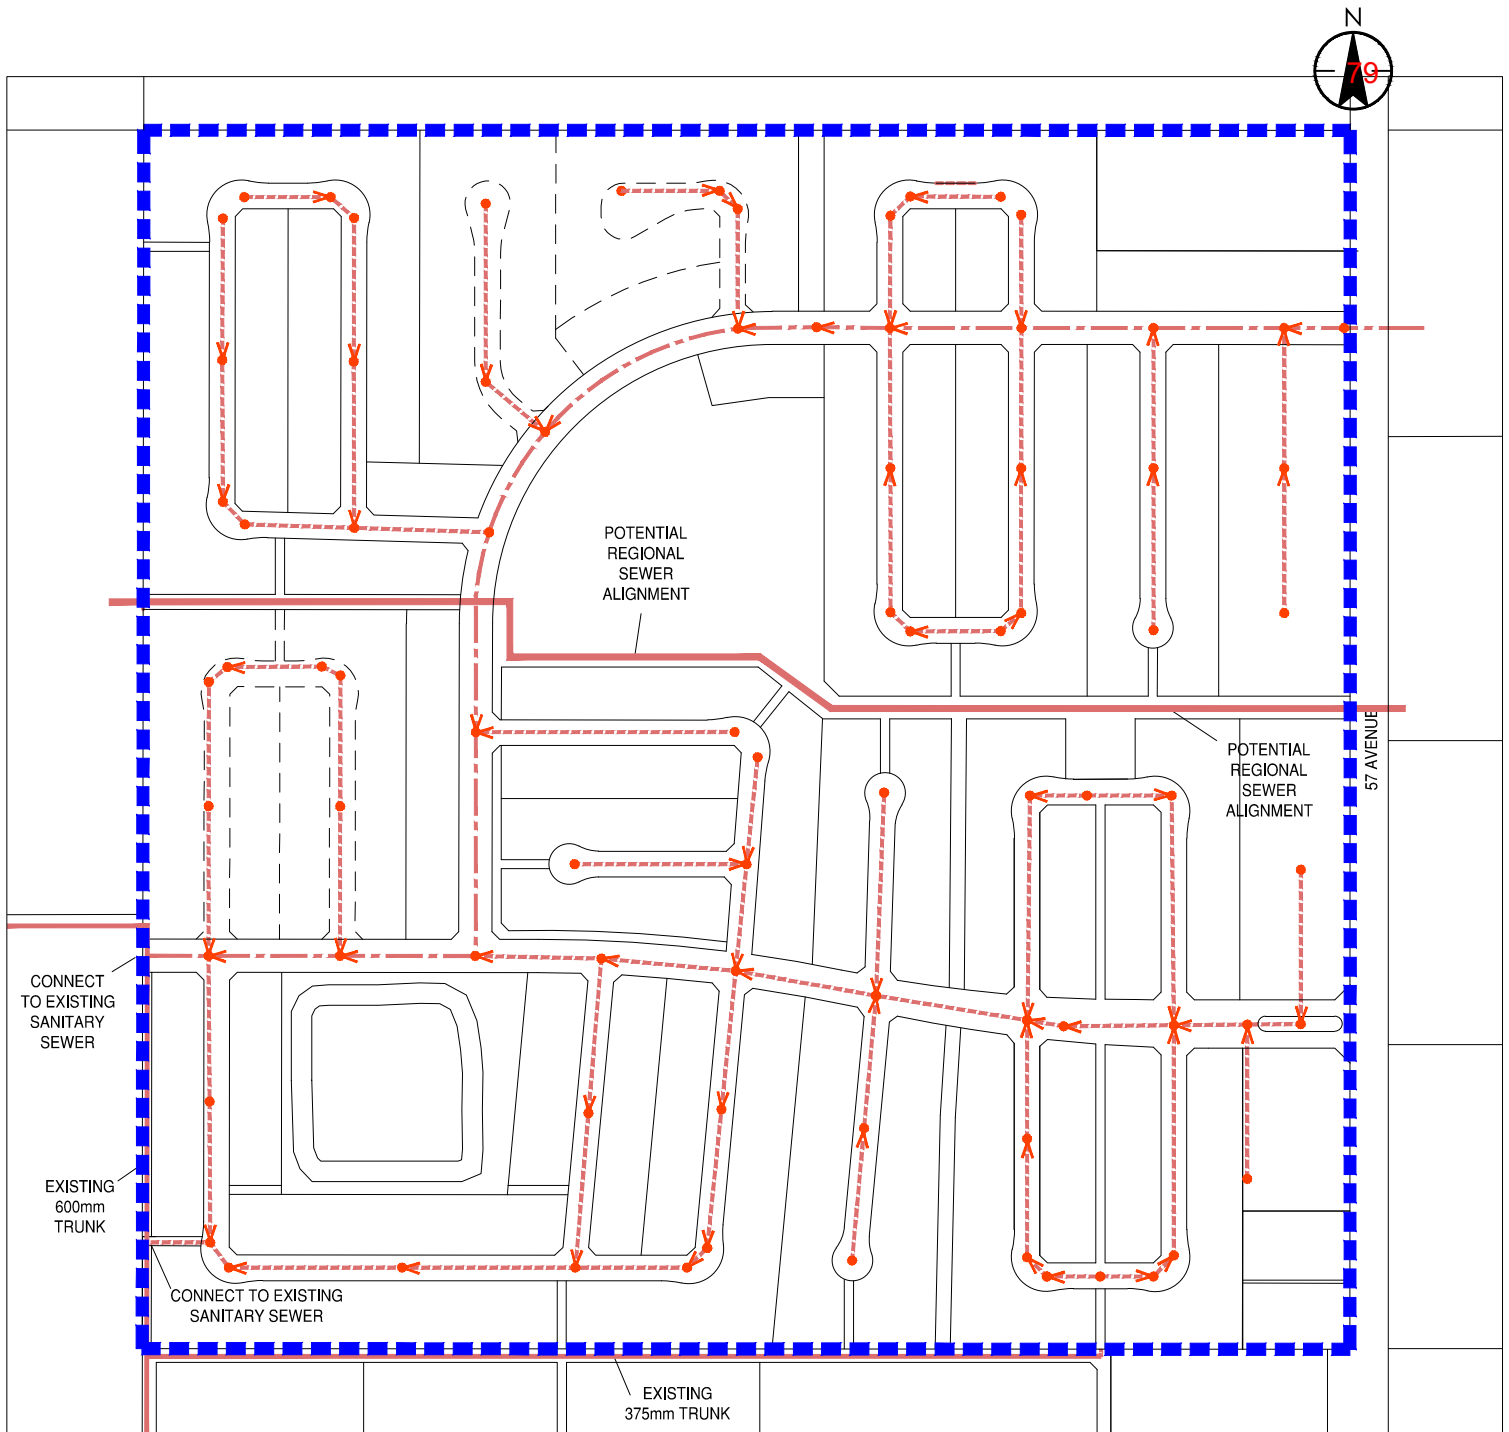 N
79
POTENTIAL
REGIONAL
SEWER
ALIGNMENT
57 AVENUE
POTENTIAL
REGIONAL
SEWER
ALIGNMENT
CONNECT
TO EXISTING
SANITARY
SEWER
EXISTING
600mm
TRUNK
CONNECT TO EXISTING
SANITARY SEWER
EXISTING
375mm TRUNK